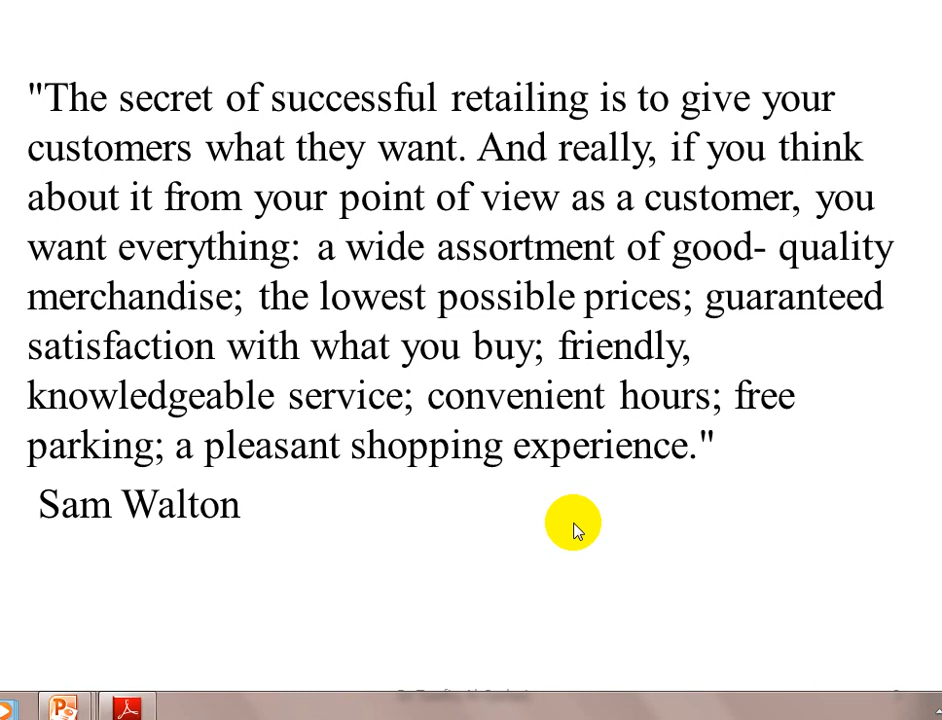 "The secret of successful retailing is to give your
customers what they want. And really, if you think
about it from your point of view as a customer, you
want everything: a wide assortment of good- quality
merchandise; the lowest possible prices; guaranteed
satisfaction with what you buy; friendly,
knowledgeable service; convenient hours; free
parking; a pleasant shopping experience."
Sam Walton